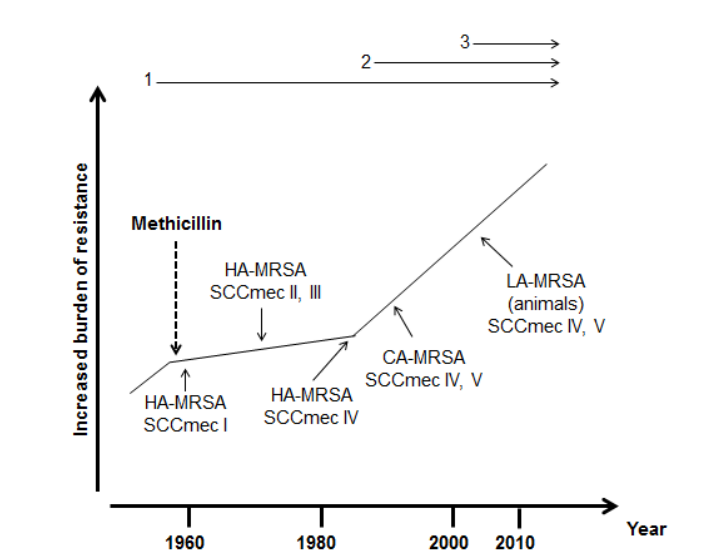 3
2
1
Increased burden of resistance
Methicillin
HA-MRSA
SCCmec II, III
LA-MRSA
(animals)
SCCmec IV, V
CA-MRSA
SCCmec IV, V
HA-MRSA
SCCmec IV
HA-MRSA
SCCmec I
Year
1960
1980
2000
2010